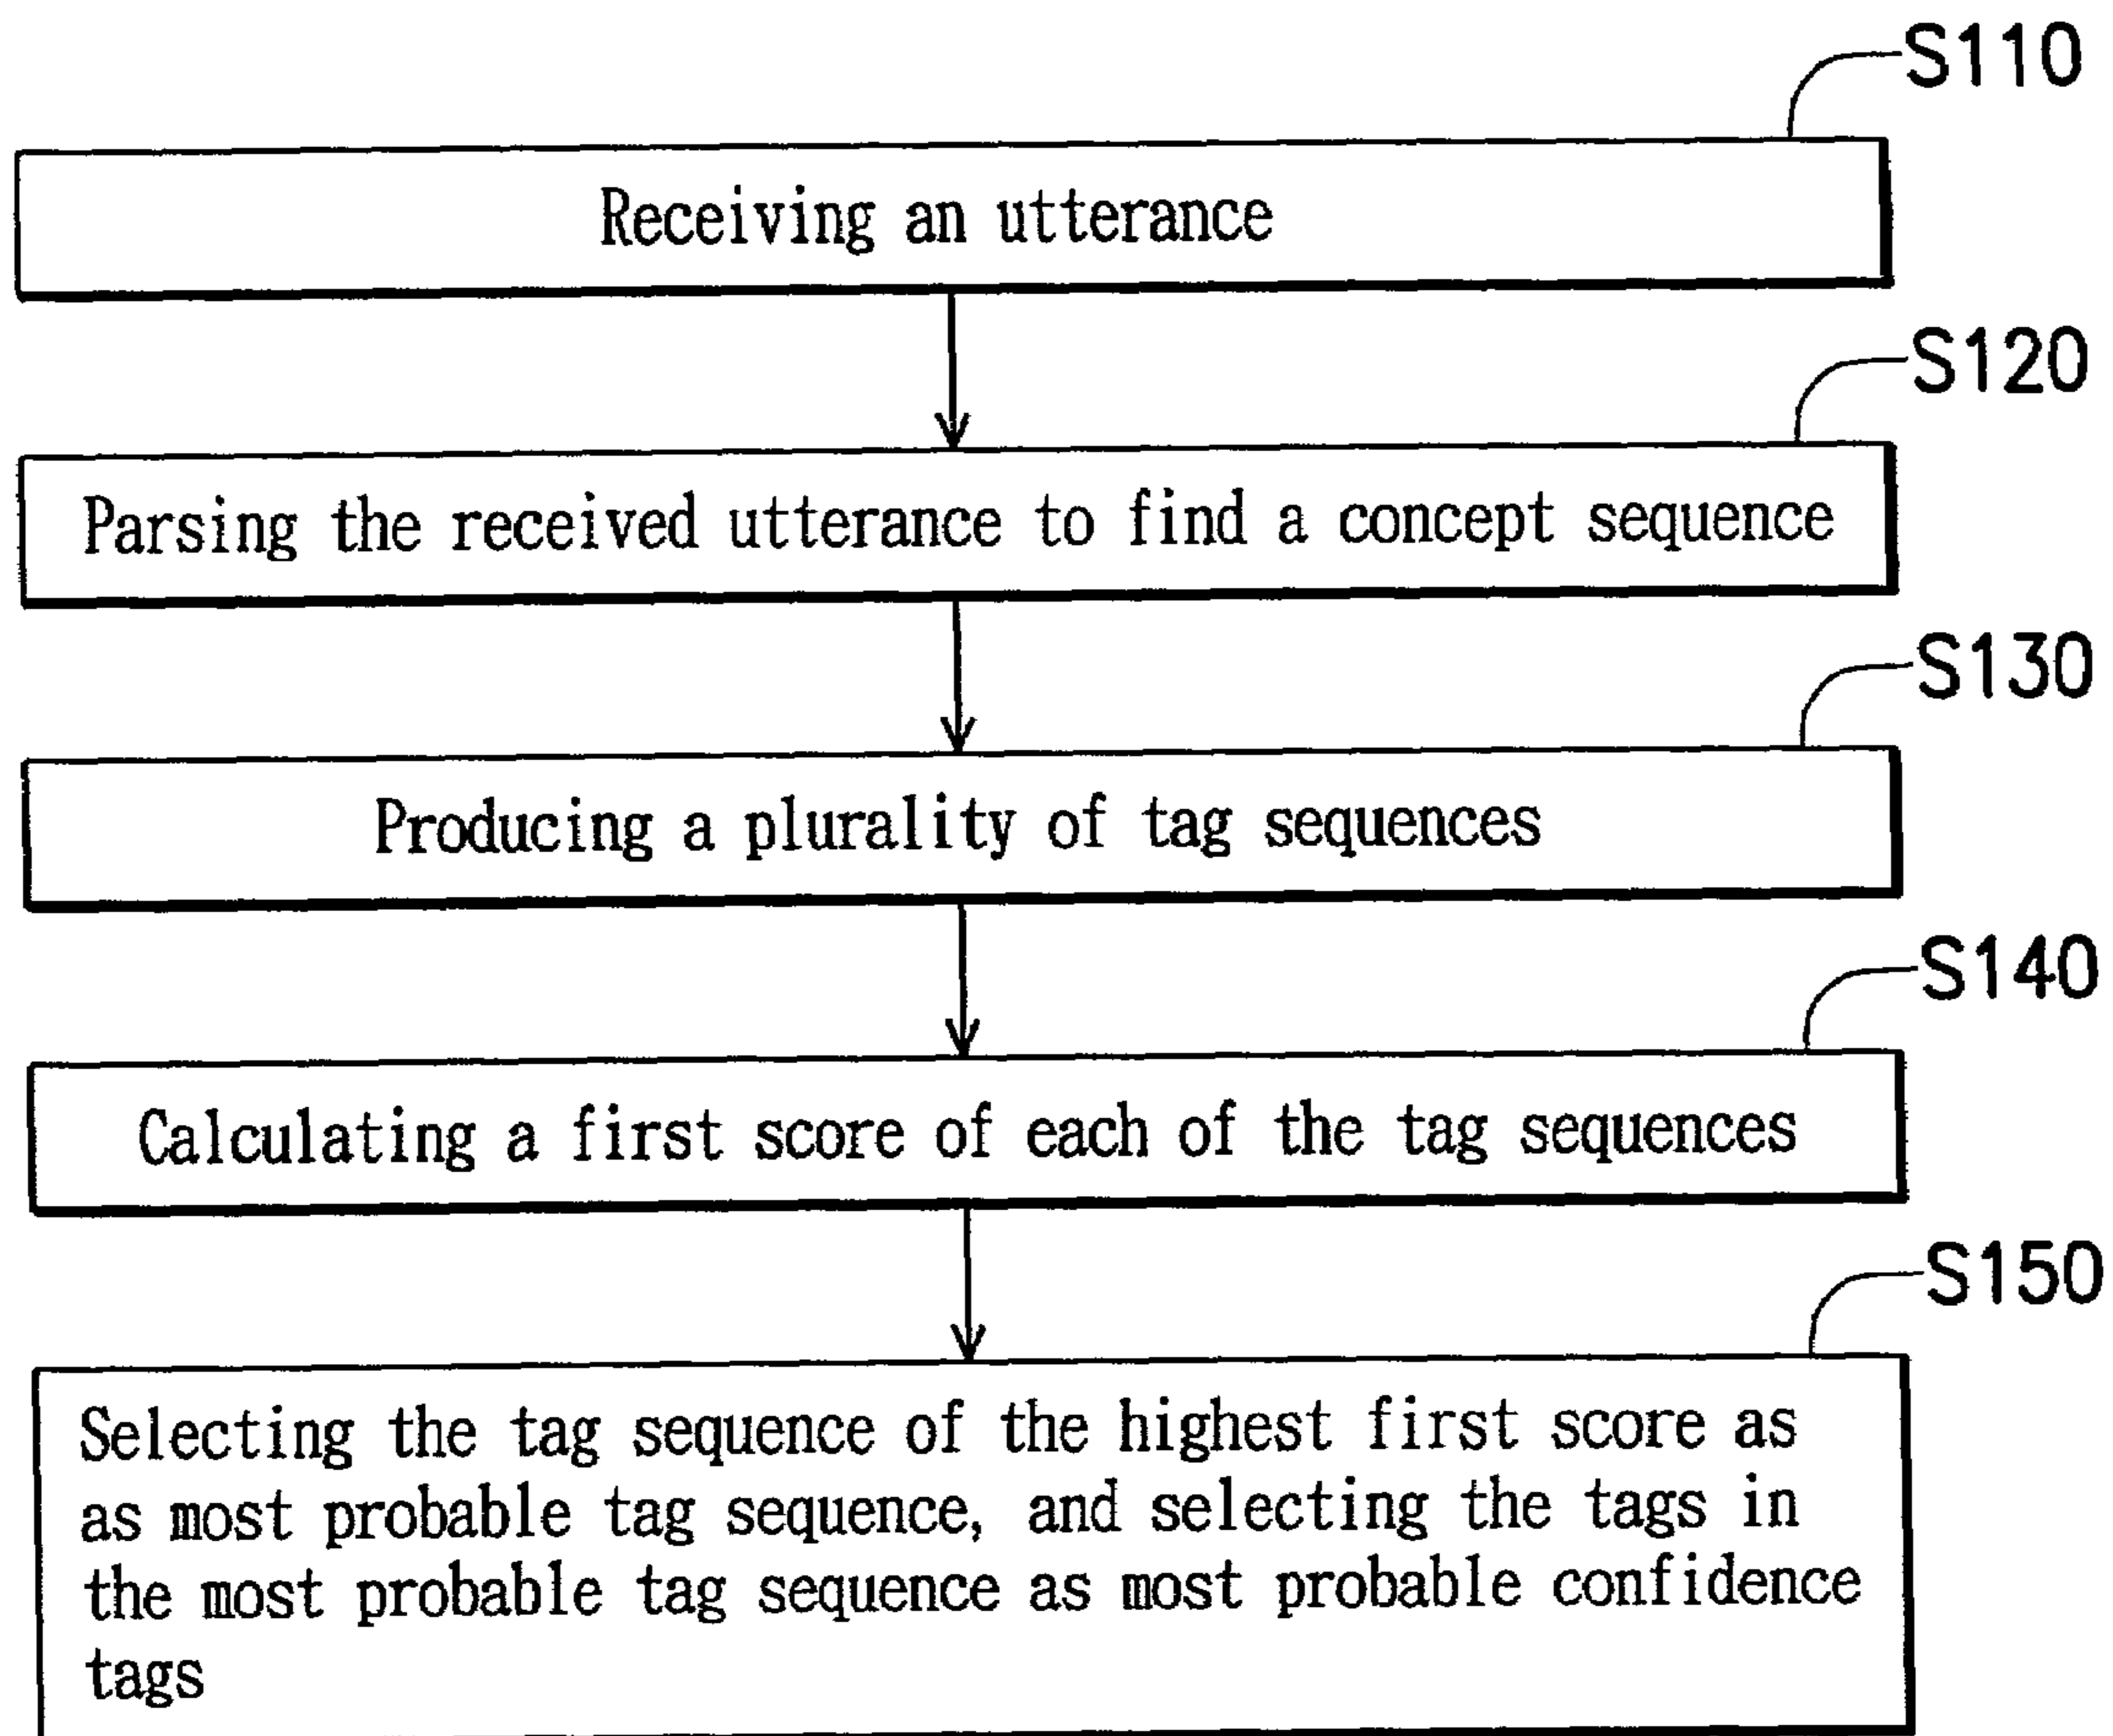 S110
Receiving an utterance
S120
Parsing the received utterance to find a concept sequence
S130
Producing a plurality of tag sequences
S140
Calculating a first score of each of the tag sequences
S150
Selecting the tag sequence of the highest first score as
as most probable tag sequence, and selecting the tags in
the most probable tag sequence as most probable confidence
tags